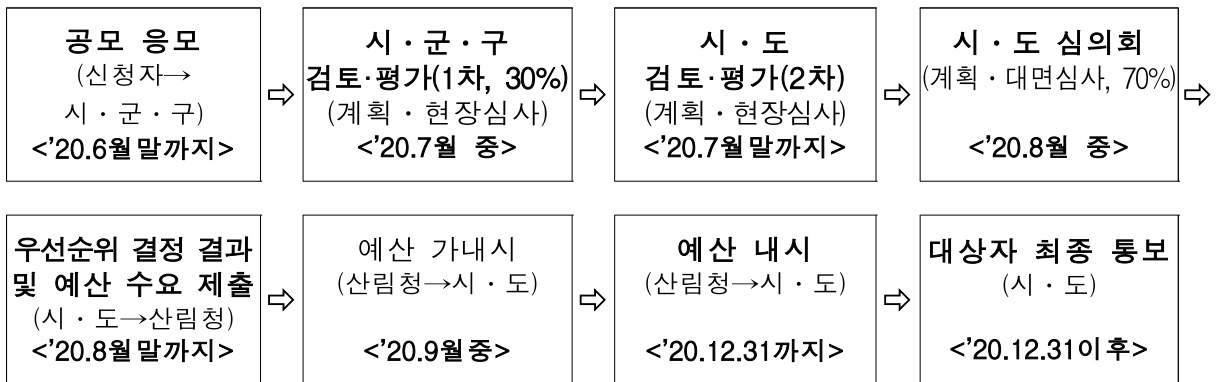 공모 응모
(신청자→
시·군·구)
<’20.6월말까지>
⇨
시·군·구
검토·평가(1차, 30%)
(계획·현장심사)
<’20.7월 중>
⇨
시·도
검토·평가(2차)
(계획·현장심사)
<’20.7월말까지>
⇨
시·도 심의회
(계획·대면심사, 70%)
<’20.8월 중>
⇨
우선순위 결정 결과
및 예산 수요 제출
(시·도→산림청)
<’20.8월말까지>
⇨
예산 가내시
(산림청→시·도)
<’20.9월중>
⇨
예산 내시
(산림청→시·도)
<’20.12.31까지>
⇨
대상자 최종 통보
(시·도)
<’20.12.31이후>